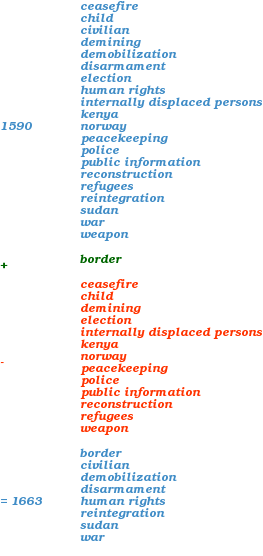 ceasefire
child
civilian
demining
demobilization
disarmament
election
human rights
internally displaced persons
kenya
1590 norway
peacekeeping
police
public information
reconstruction
refugees
reintegration
sudan
war
weapon
border
+
ceasefire
child
demining
election
internally displaced persons
kenya
norway
-
peacekeeping
police
public information
reconstruction
refugees
weapon
border
civilian
demobilization
disarmament
= 1663 human rights
reintegration
sudan
war